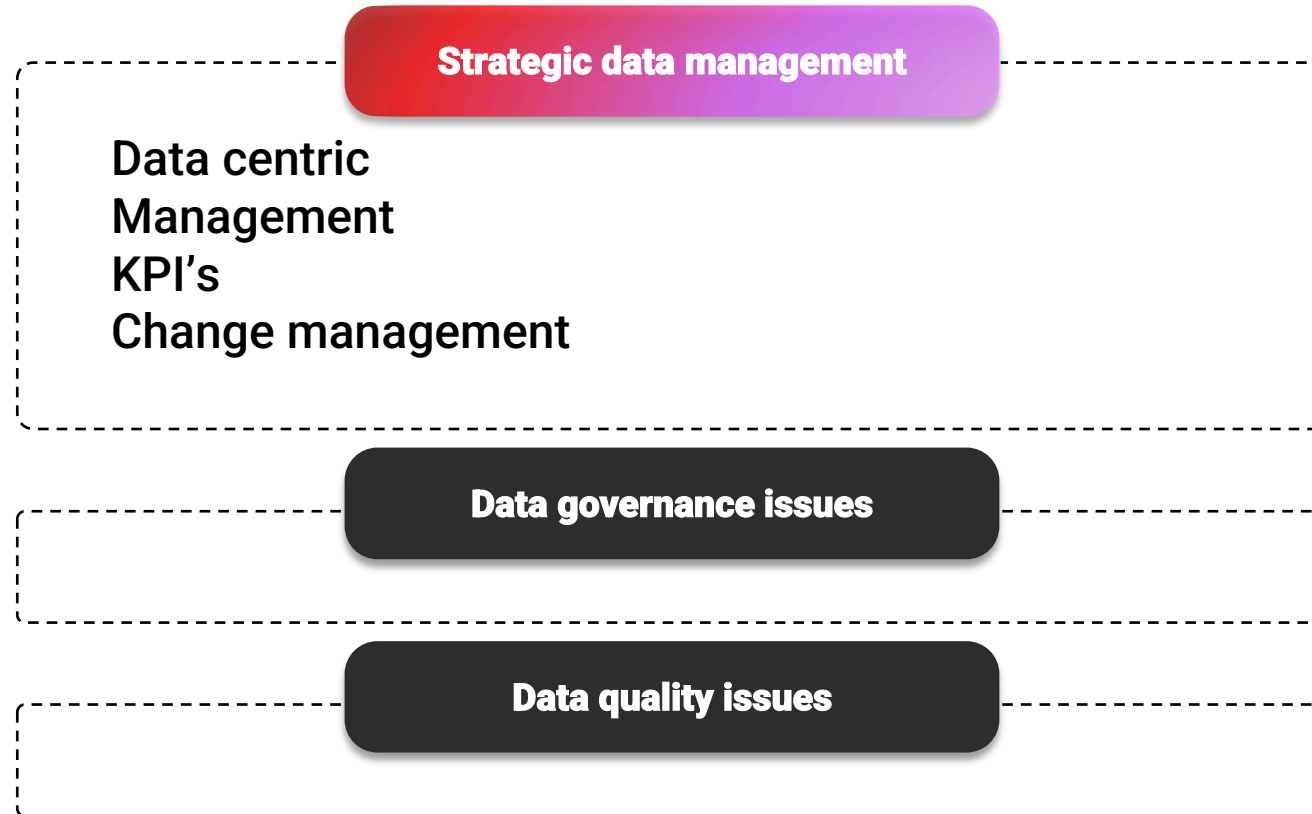 Strategic data management
Data centric
Management
KPI’s
Change management
Data governance issues
Data quality issues